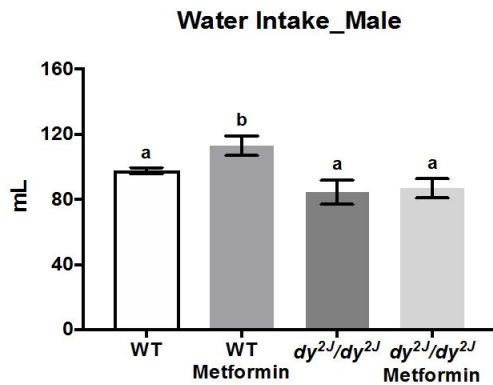 Water Intake_Male
160
120
80
40
0
mL
a
b
a
a
WT
WT
Metformin
dy²ᴶ/dy²ᴶ
dy²ᴶ/dy²ᴶ
Metformin